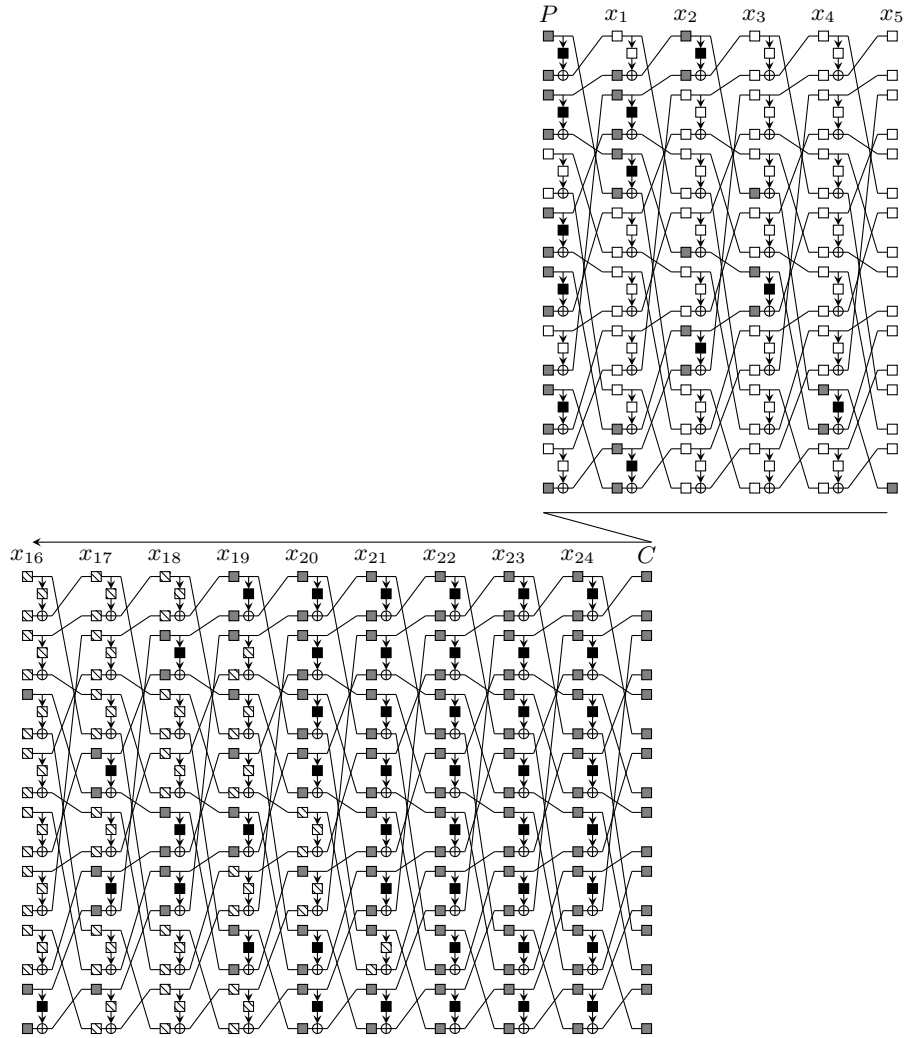 P x₁ x₂ x₃ x₄ x₅
x₁₆ x₁₇ x₁₈ x₁₉ x₂₀ x₂₁ x₂₂ x₂₃ x₂₄ C